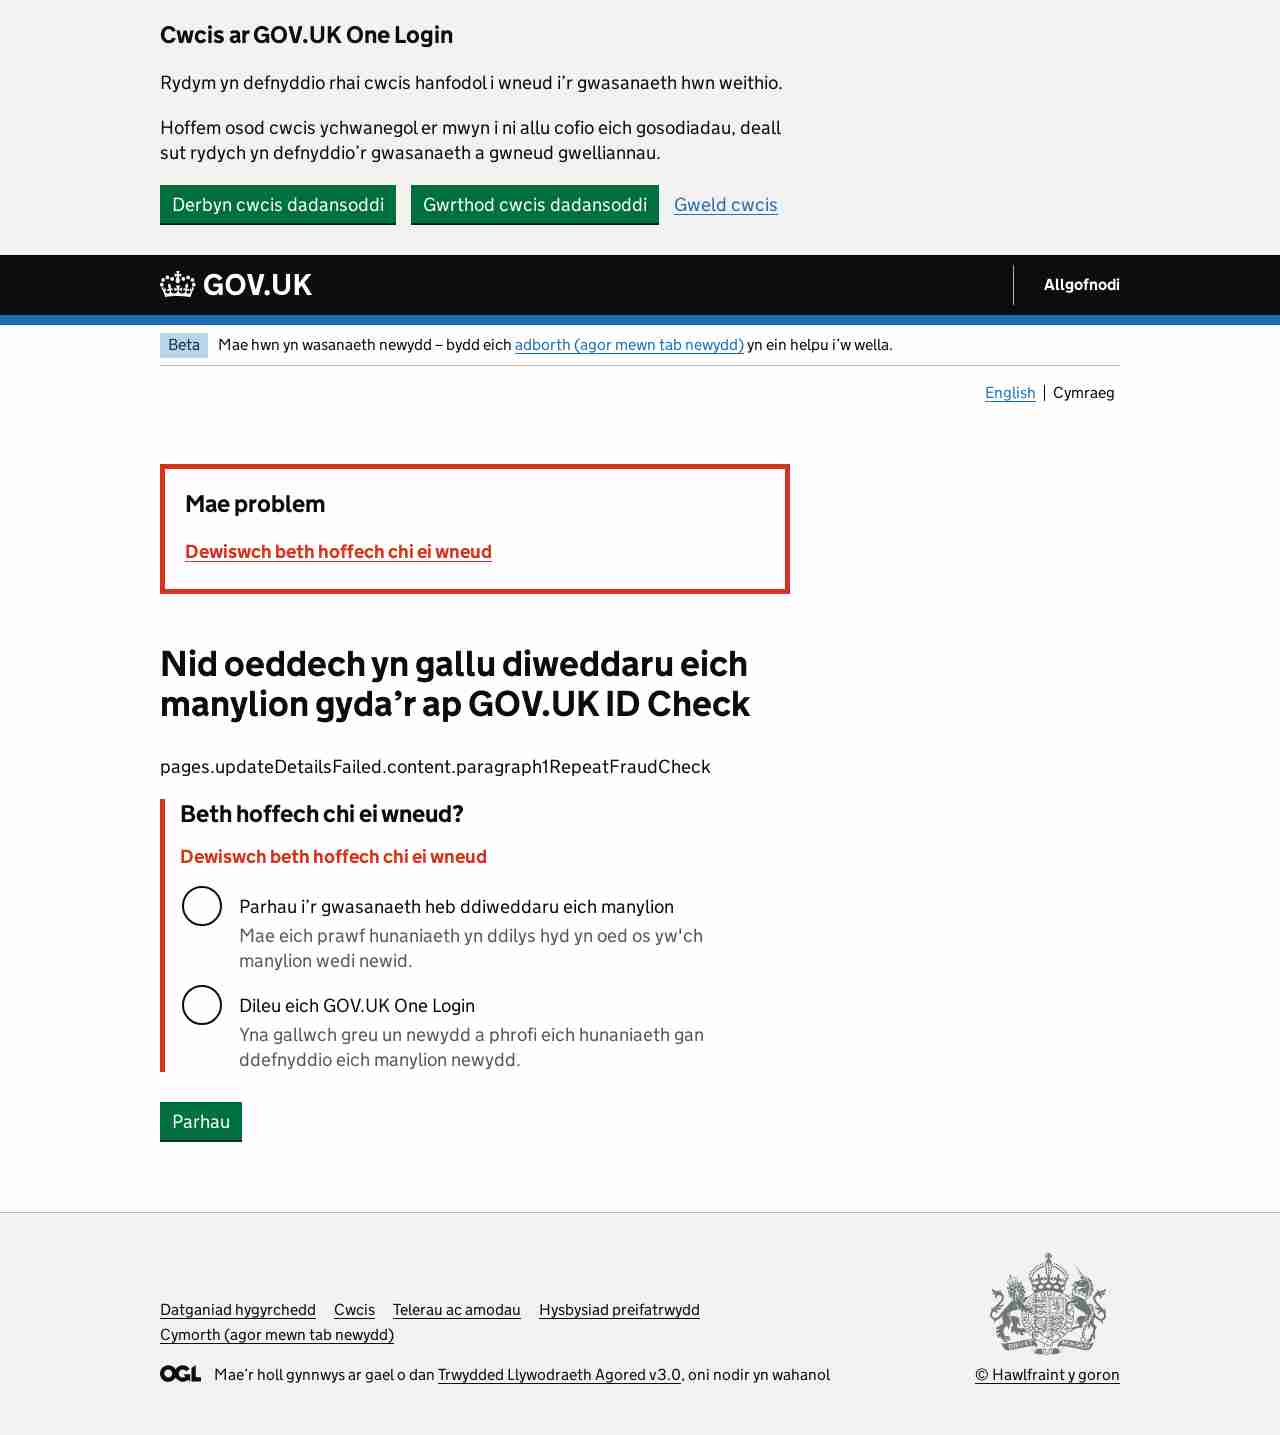 Cwcis ar GOV.UK One Login
Rydym yn defnyddio rhai cwcis hanfodol i wneud i’r gwasanaeth hwn weithio.
Hoffem osod cwcis ychwanegol er mwyn i ni allu cofio eich gosodiadau, deall
sut rydych yn defnyddio’r gwasanaeth a gwneud gwelliannau.
Derbyn cwcis dadansoddi Gwrthod cwcis dadansoddi Gweld cwcis
GOV.UK Allgofnodi
Beta Mae hwn yn wasanaeth newydd – bydd eich adborth (agor mewn tab newydd) yn ein helpu i’w wella.
English Cymraeg
Mae problem
Dewiswch beth hoffech chi ei wneud
Nid oeddech yn gallu diweddaru eich
manylion gyda’r ap GOV.UK ID Check
pages.updateDetailsFailed.content.paragraph1RepeatFraudCheck
Beth hoffech chi ei wneud?
Dewiswch beth hoffech chi ei wneud
Parhau i’r gwasanaeth heb ddiweddaru eich manylion
Mae eich prawf hunaniaeth yn ddilys hyd yn oed os yw'ch
manylion wedi newid.
Dileu eich GOV.UK One Login
Yna gallwch greu un newydd a phrofi eich hunaniaeth gan
ddefnyddio eich manylion newydd.
Parhau
Datganiad hygyrchedd Cwcis Telerau ac amodau Hysbysiad preifatrwydd
Cymorth (agor mewn tab newydd)
OGL Mae’r holl gynnwys ar gael o dan Trwydded Llywodraeth Agored v3.0, oni nodir yn wahanol
© Hawlfraint y goron